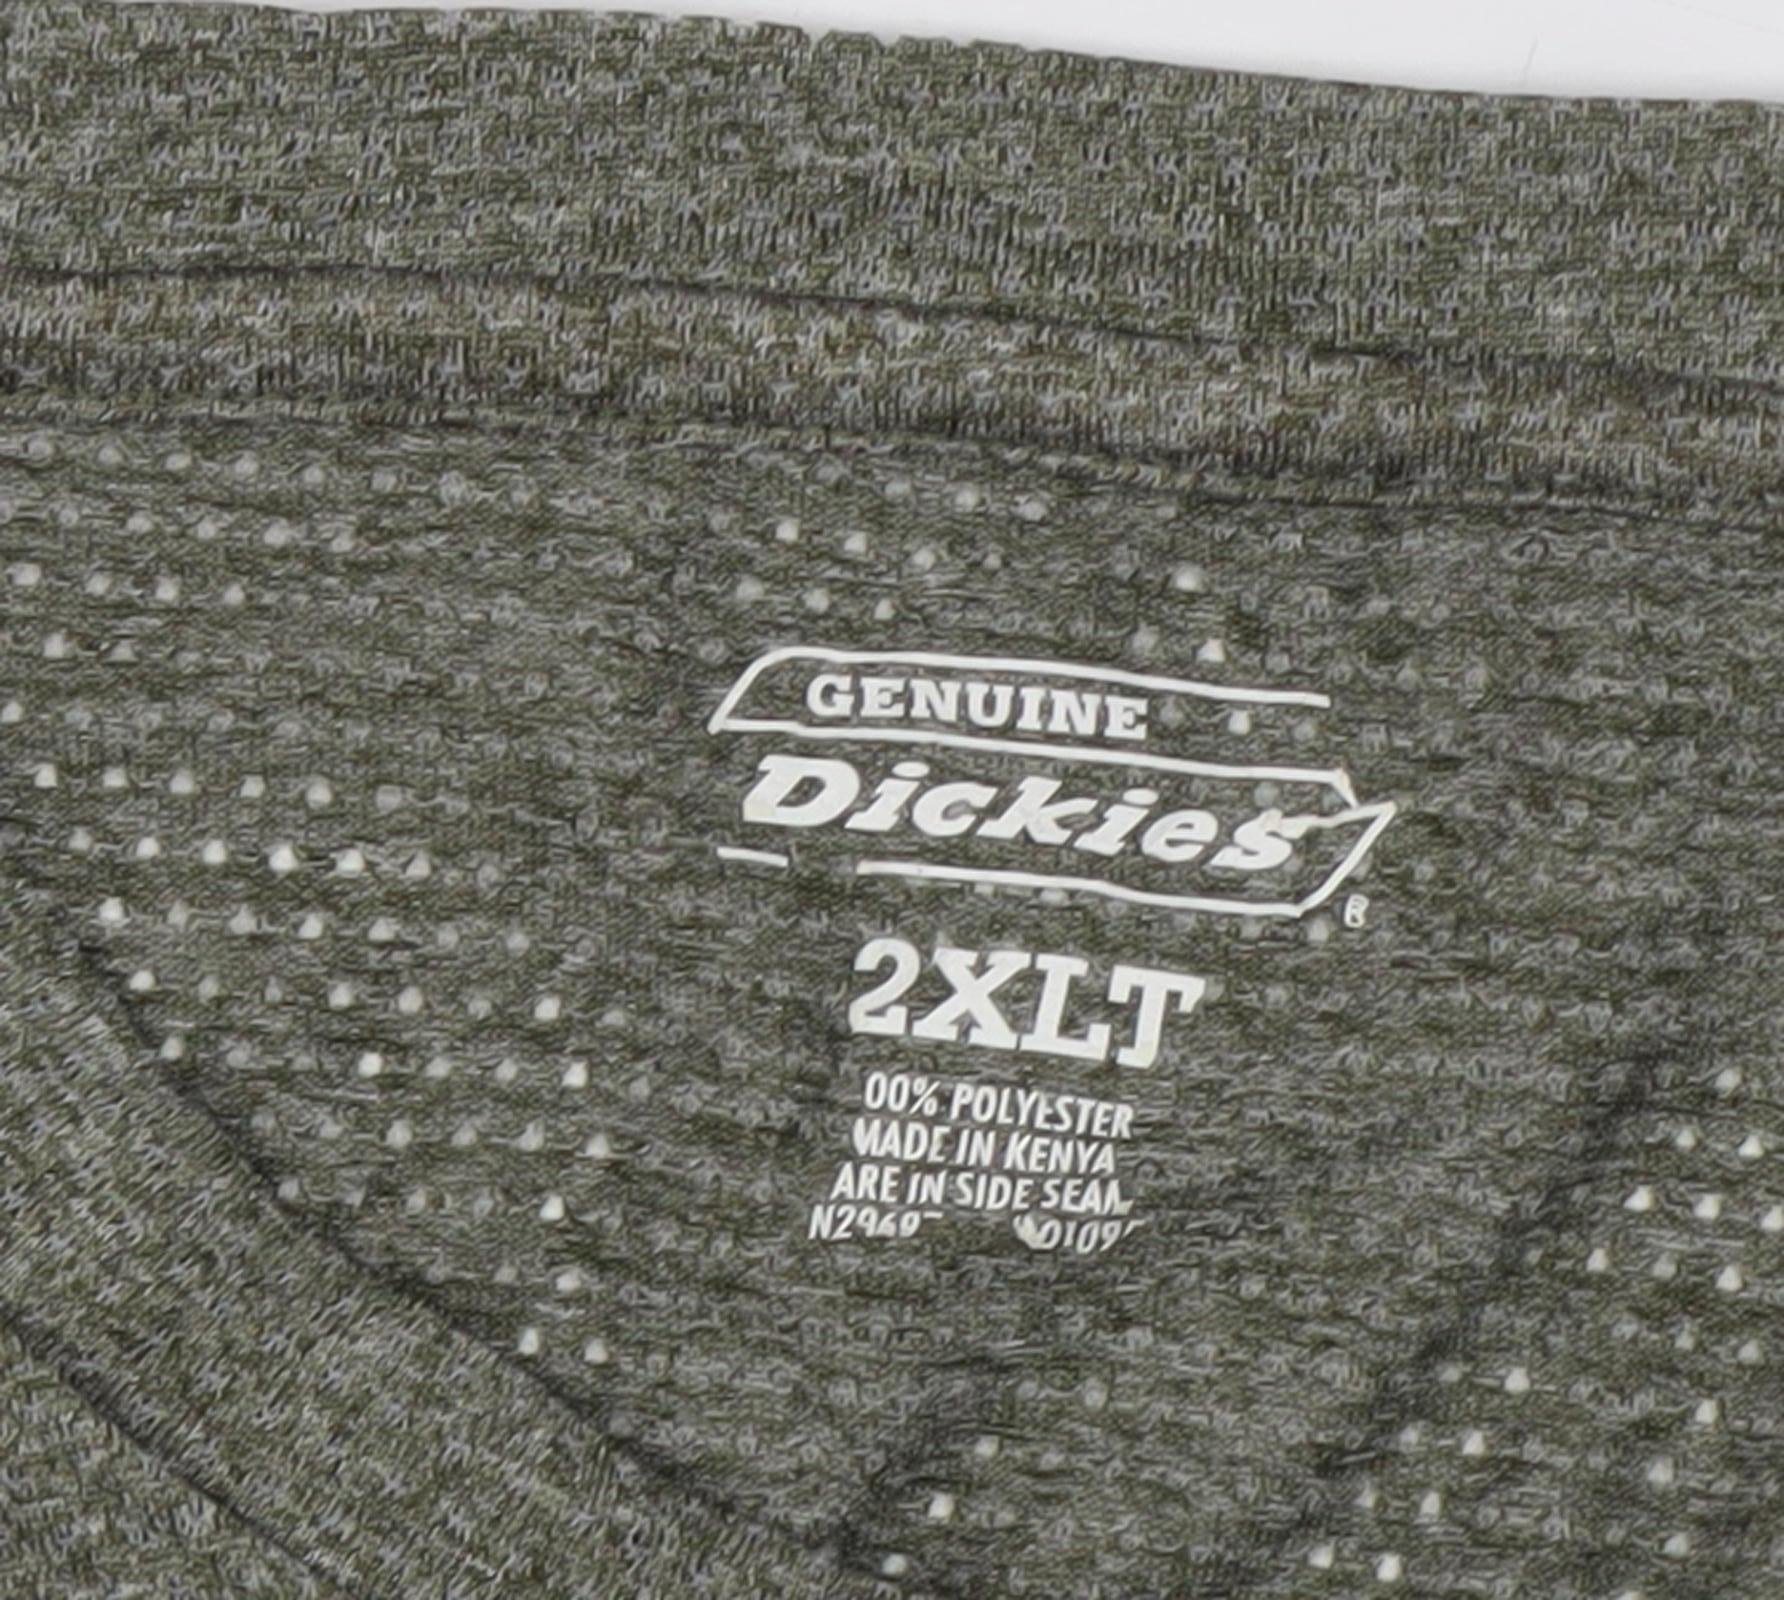 GENUINE
Dickies
®
2XLT
00% POLYESTER
MADE IN KENYA
ARE IN SIDE SEAM